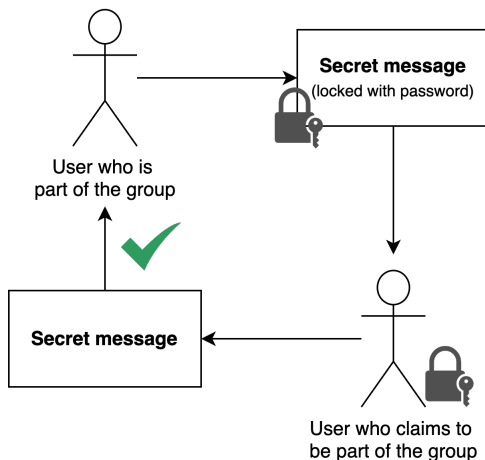 Secret message
(locked with password)
User who is
part of the group
Secret message
User who claims to
be part of the group